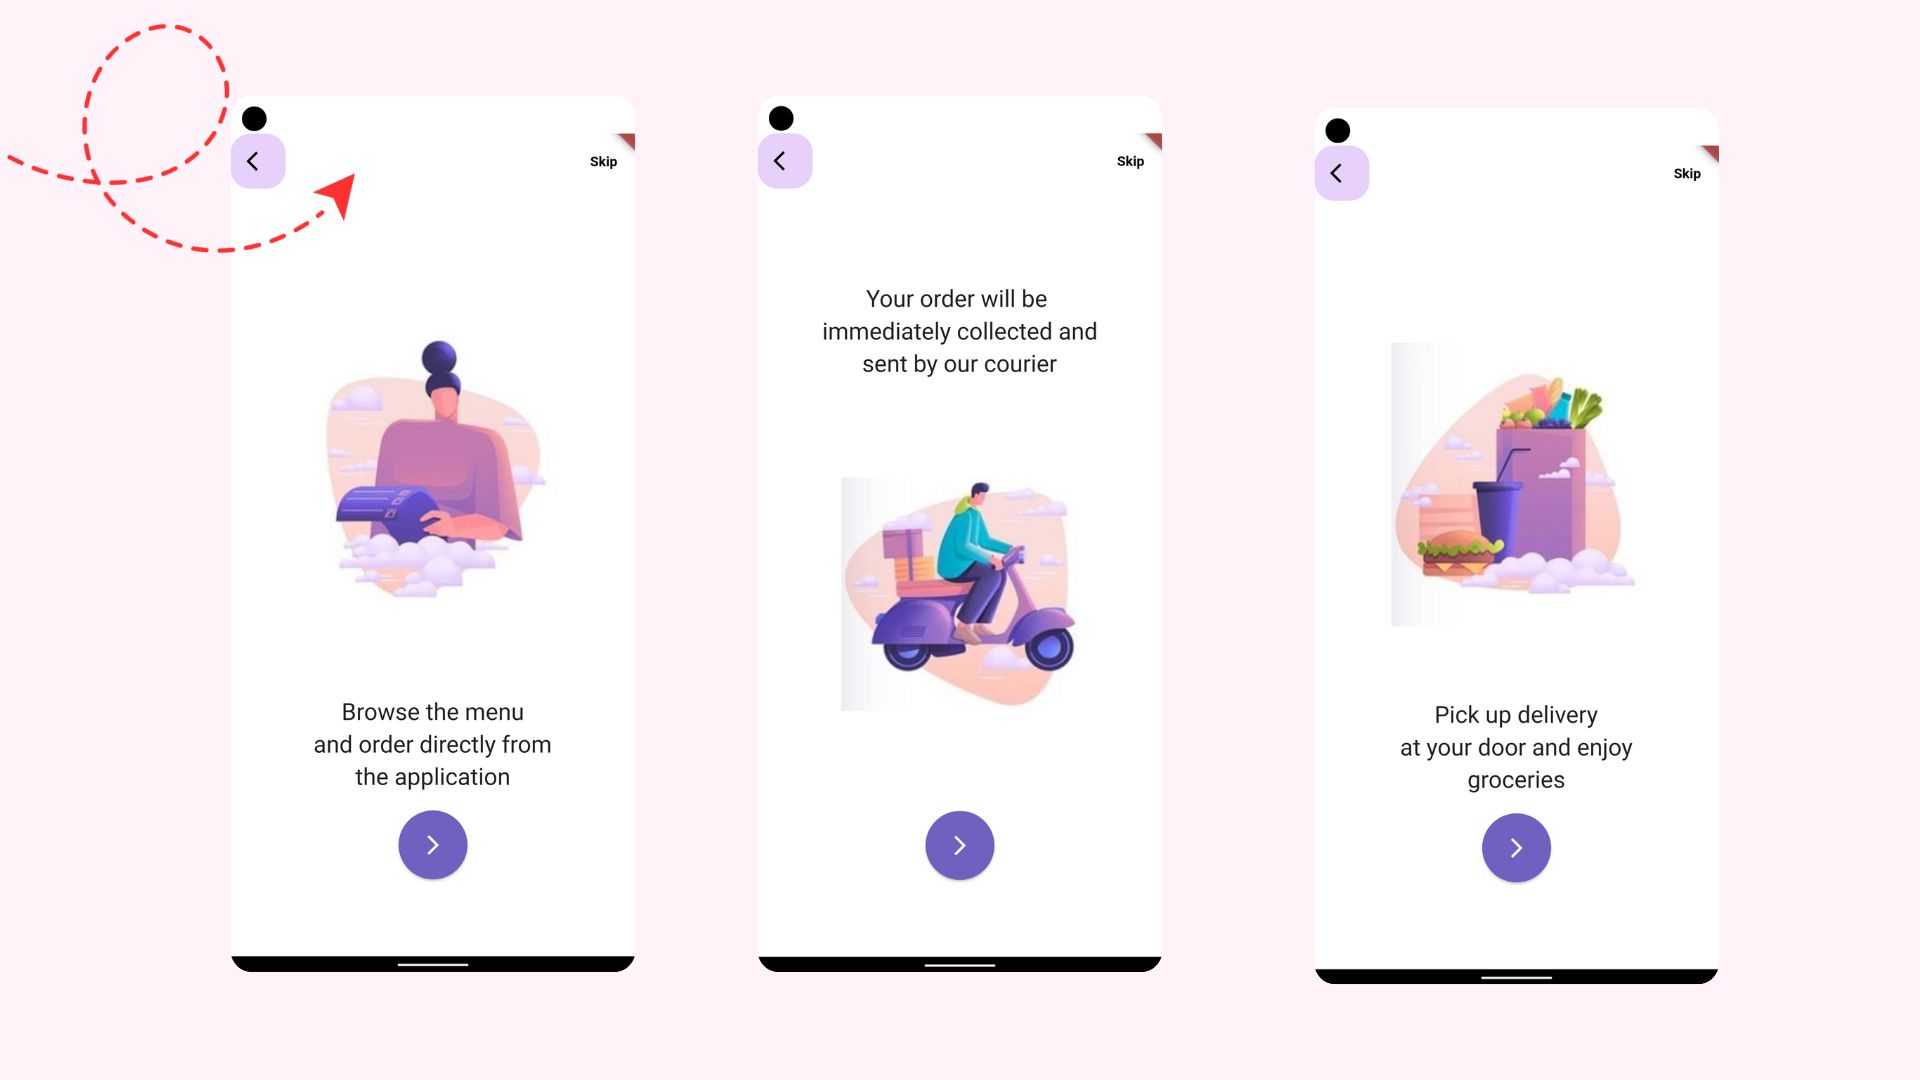 Skip
Browse the menu
and order directly from
the application
Skip
Your order will be
immediately collected and
sent by our courier
Skip
Pick up delivery
at your door and enjoy
groceries